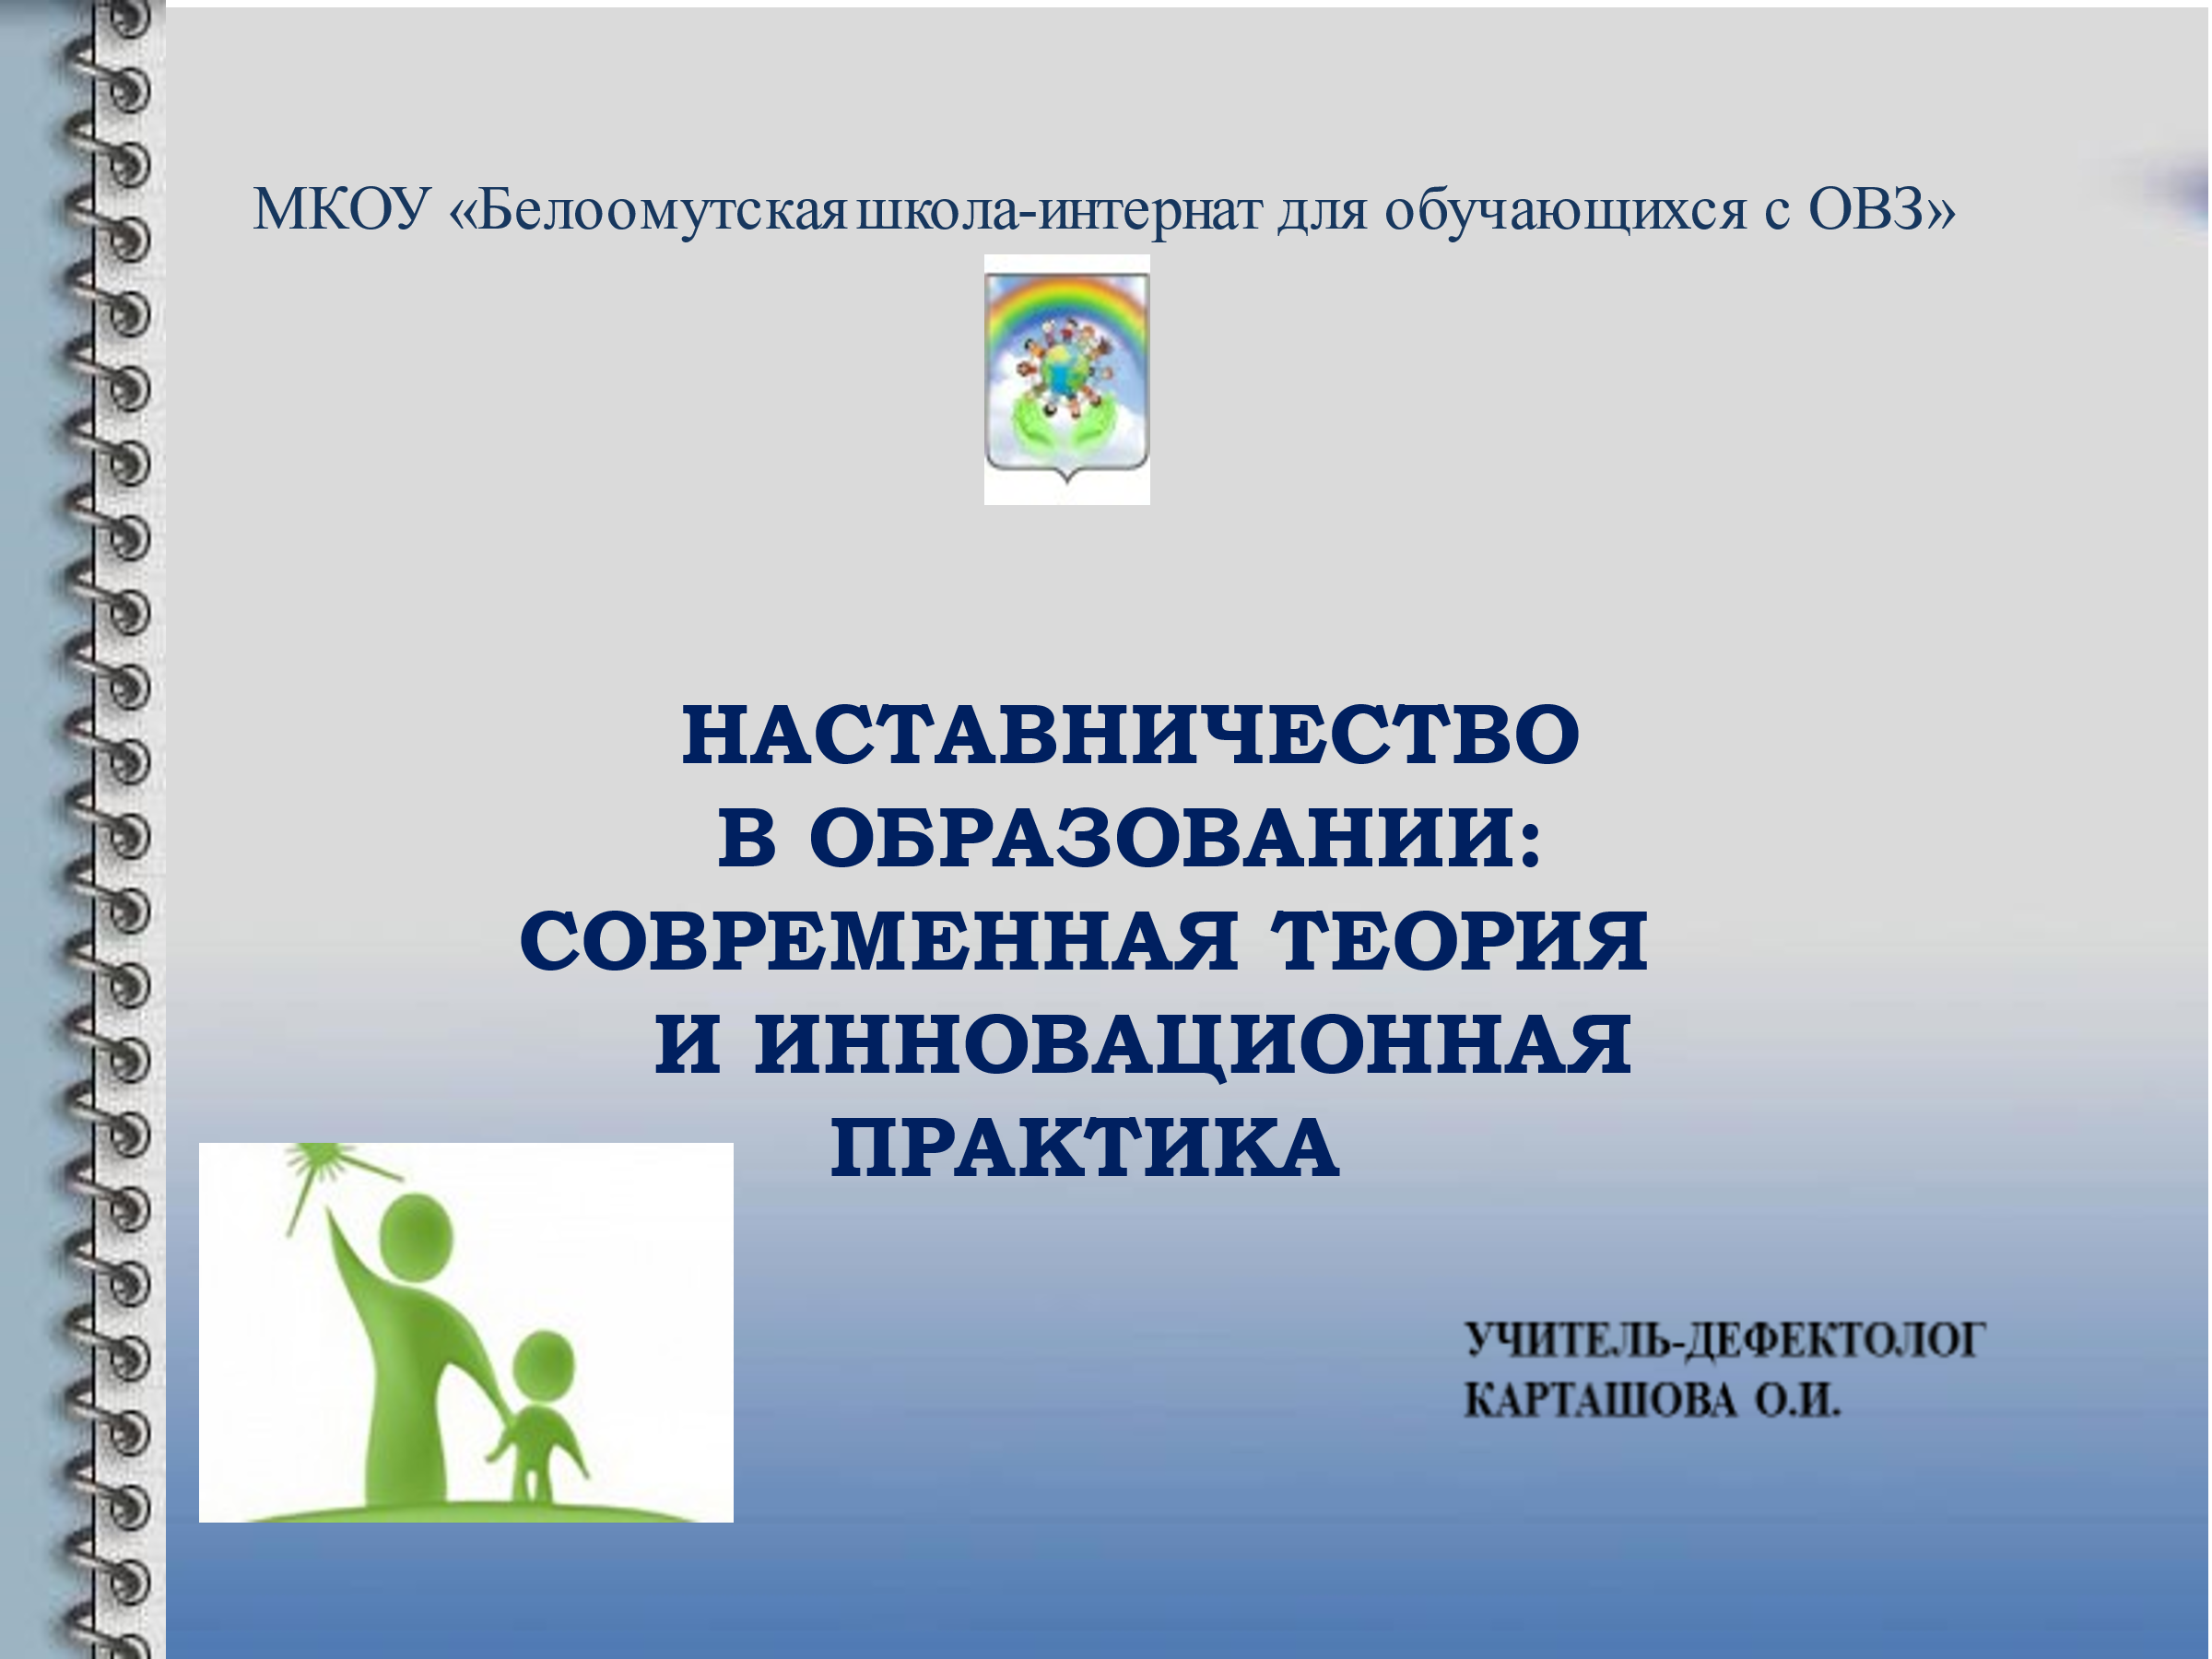 МКОУ «Белоомутская школа-интернат для обучающихся с ОВЗ»
НАСТАВНИЧЕСТВО
В ОБРАЗОВАНИИ:
СОВРЕМЕННАЯ ТЕОРИЯ
И ИННОВАЦИОННАЯ
ПРАКТИКА
УЧИТЕЛЬ-ДЕФЕКТОЛОГ
КАРТАШОВА О.И.